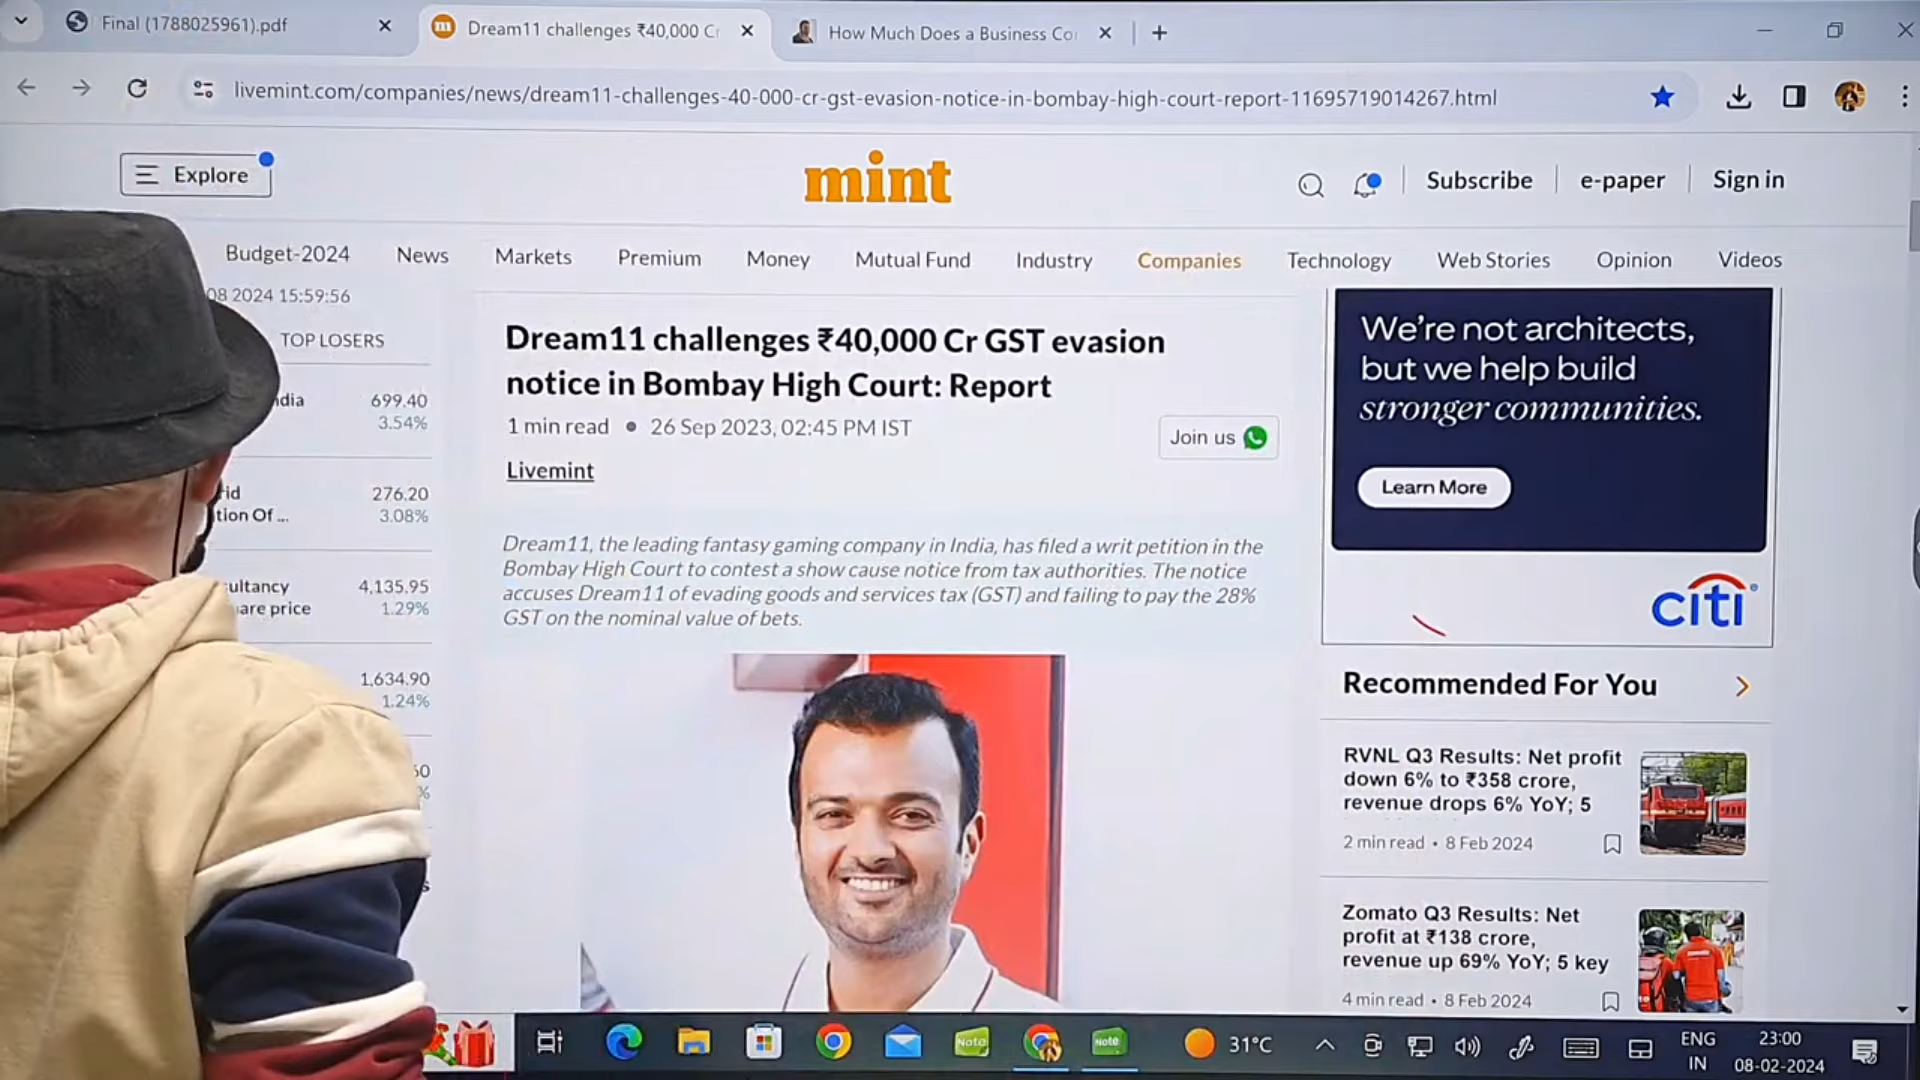 Final (1788025961).pdf
Dream11 challenges ₹40,000 Cr
How Much Does a Business Co
livemint.com/companies/news/dream11-challenges-40-000-cr-gst-evasion-notice-in-bombay-high-court-report-11695719014267.html
Explore
mint
Subscribe
e-paper
Sign in
Budget-2024
News
Markets
Premium
Money
Mutual Fund
Industry
Companies
Technology
Web Stories
Opinion
Videos
08 2024 15:59:56
TOP LOSERS
699.40
3.54%
276.20
tion Of ...
3.08%
4,135.95
price
1.29%
1,634.90
1.24%
Dream11 challenges ₹40,000 Cr GST evasion
notice in Bombay High Court: Report
1 min read • 26 Sep 2023, 02:45 PM IST
Join us
Livemint
Dream11, the leading fantasy gaming company in India, has filed a writ petition in the
Bombay High Court to contest a show cause notice from tax authorities. The notice
accuses Dream11 of evading goods and services tax (GST) and failing to pay the 28%
GST on the nominal value of bets.
We're not architects,
but we help build
stronger communities.
Learn More
citi
Recommended For You
RVNL Q3 Results: Net profit
down 6% to ₹358 crore,
revenue drops 6% YoY; 5
2 min read • 8 Feb 2024
Zomato Q3 Results: Net
profit at ₹138 crore,
revenue up 69% YoY; 5 key
4 min read • 8 Feb 2024
Note
Note
31°C
ENG
IN
23:00
08-02-2024